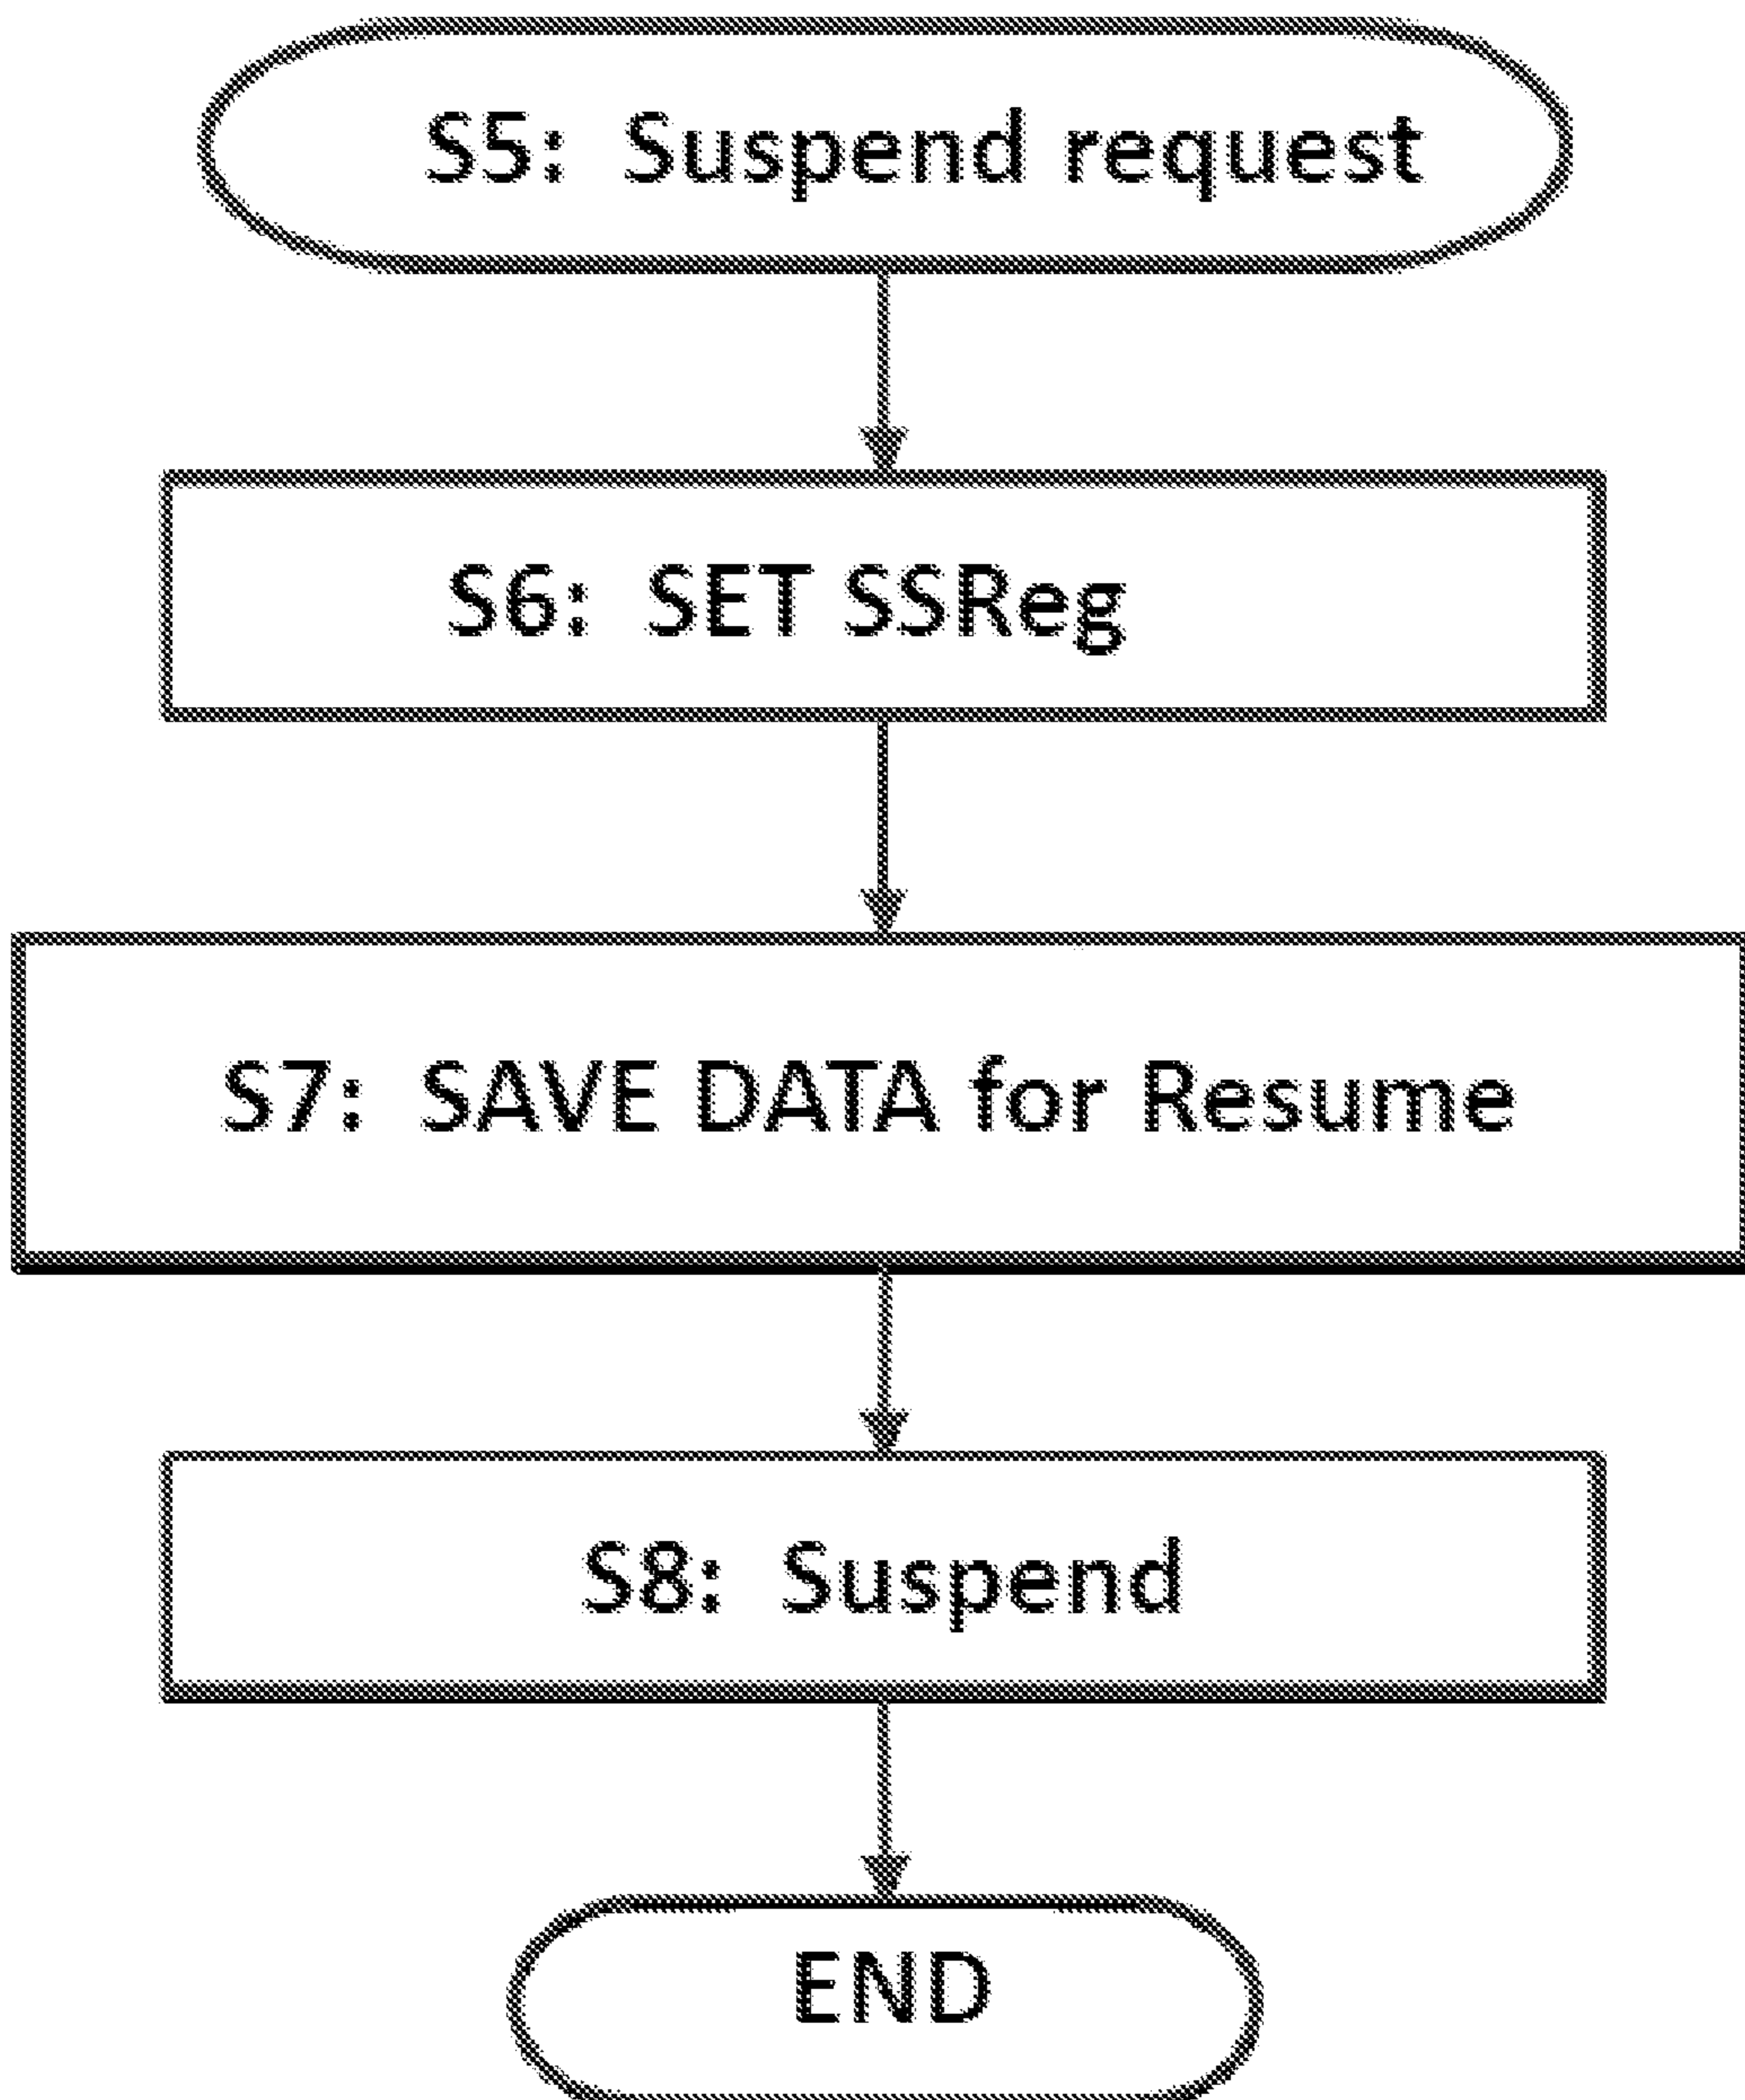 S5: Suspend request
S6: SET SSReg
S7: SAVE DATA for Resume
S8: Suspend
END